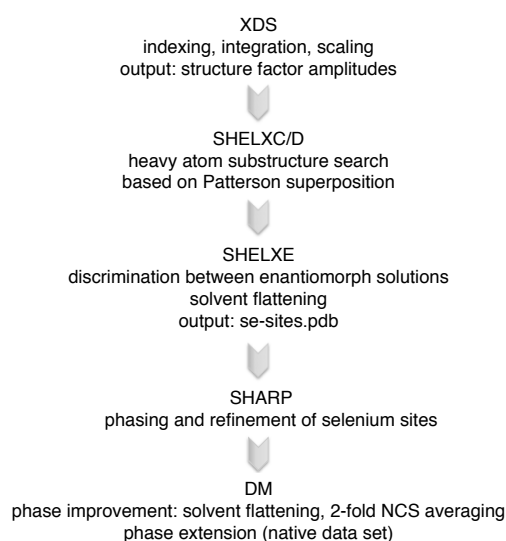 XDS
indexing, integration, scaling
output: structure factor amplitudes
SHELXC/D
heavy atom substructure search
based on Patterson superposition
SHELXE
discrimination between enantiomorph solutions
solvent flattening
output: se-sites.pdb
SHARP
phasing and refinement of selenium sites
DM
phase improvement: solvent flattening, 2-fold NCS averaging
phase extension (native data set)